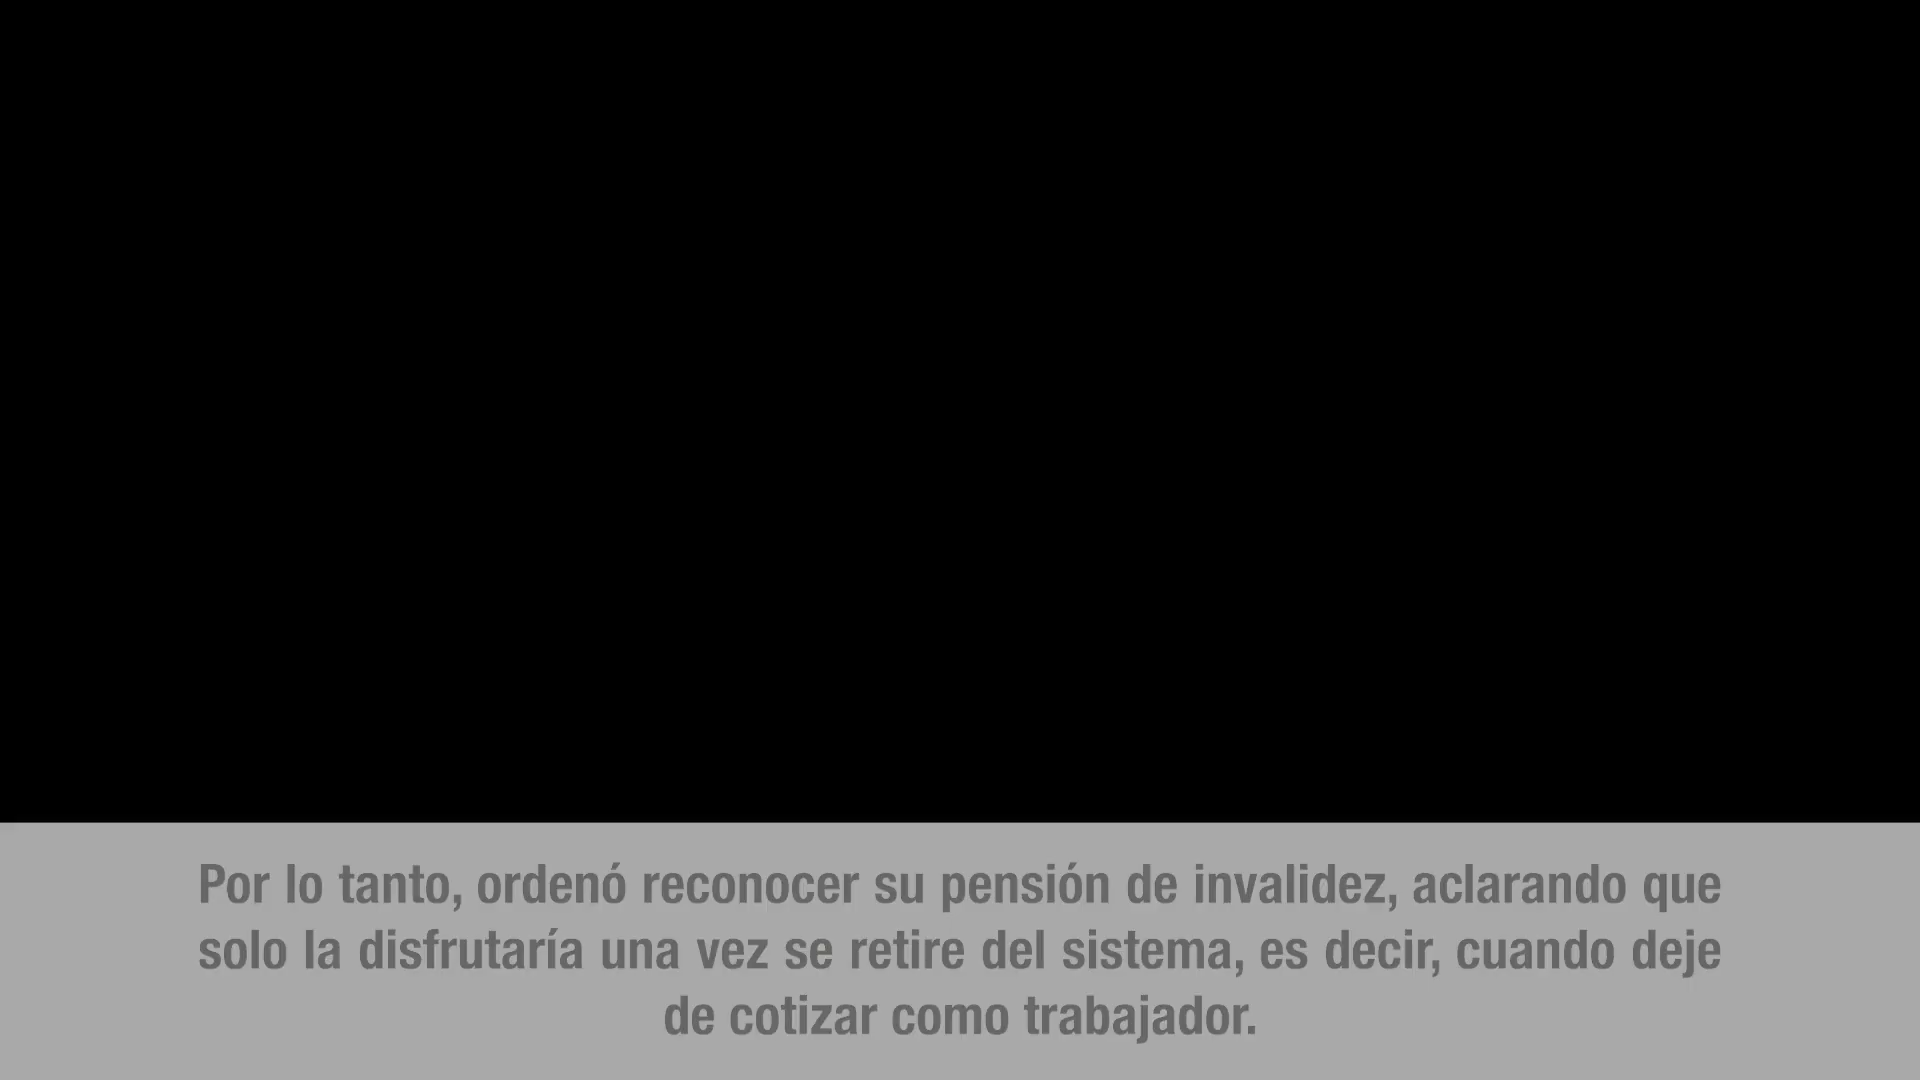 Por lo tanto, ordenó reconocer su pensión de invalidez, aclarando que
solo la disfrutaría una vez se retire del sistema, es decir, cuando deje
de cotizar como trabajador.